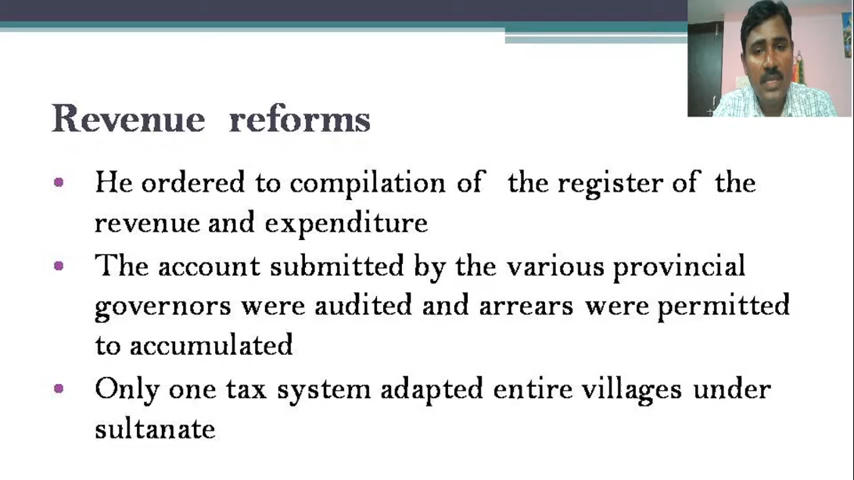 Revenue reforms
He ordered to compilation of the register of the
revenue and expenditure
The account submitted by the various provincial
governors were audited and arrears were permitted
to accumulated
Only one tax system adapted entire villages under
sultanate